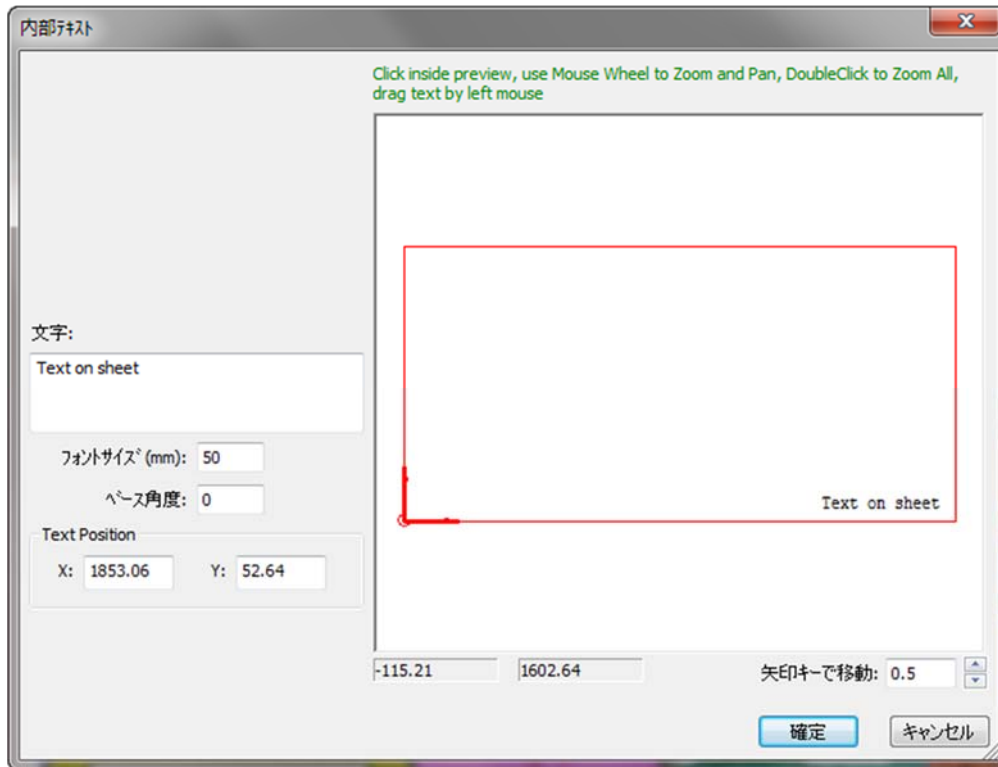 内部ﾃｷｽﾄ
Click inside preview, use Mouse Wheel to Zoom and Pan, DoubleClick to Zoom All,
drag text by left mouse
文字:
Text on sheet
ﾌｫﾝﾄｻｲｽﾞ(mm): 50
ﾍﾞｰｽ角度: 0
Text Position
X: 1853.06 Y: 52.64
Text on sheet
-115.21 1602.64 矢印キーで移動: 0.5
確定 キャンセル